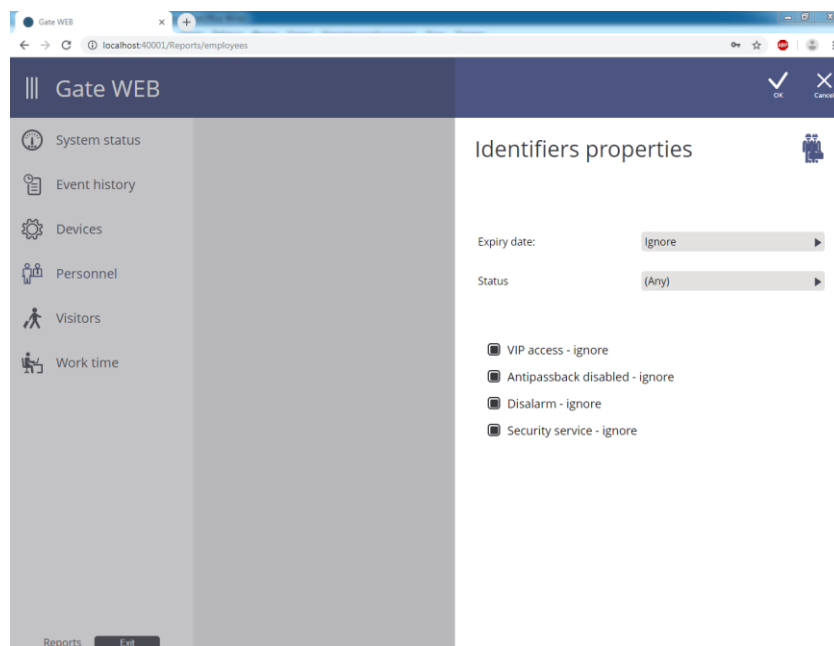 Gate WEB
localhost:40001/Reports/employees
ABP
Gate WEB
OK
Cancel
System status
Event history
Devices
Personnel
Visitors
Work time
Identifiers properties
Expiry date:
Ignore
Status
(Any)
VIP access - ignore
Antipassback disabled - ignore
Disalarm - ignore
Security service - ignore
Reports
Exit